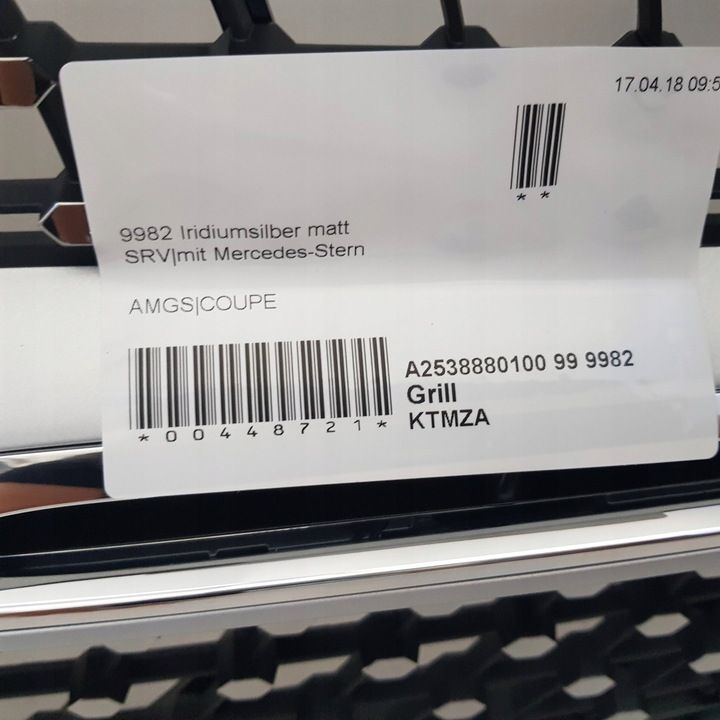 17.04.18 09:5
* *
9982 Iridiumsilber matt
SRV|mit Mercedes-Stern
AMGS|COUPE
*00448721*
A2538880100 99 9982
Grill
KTMZA